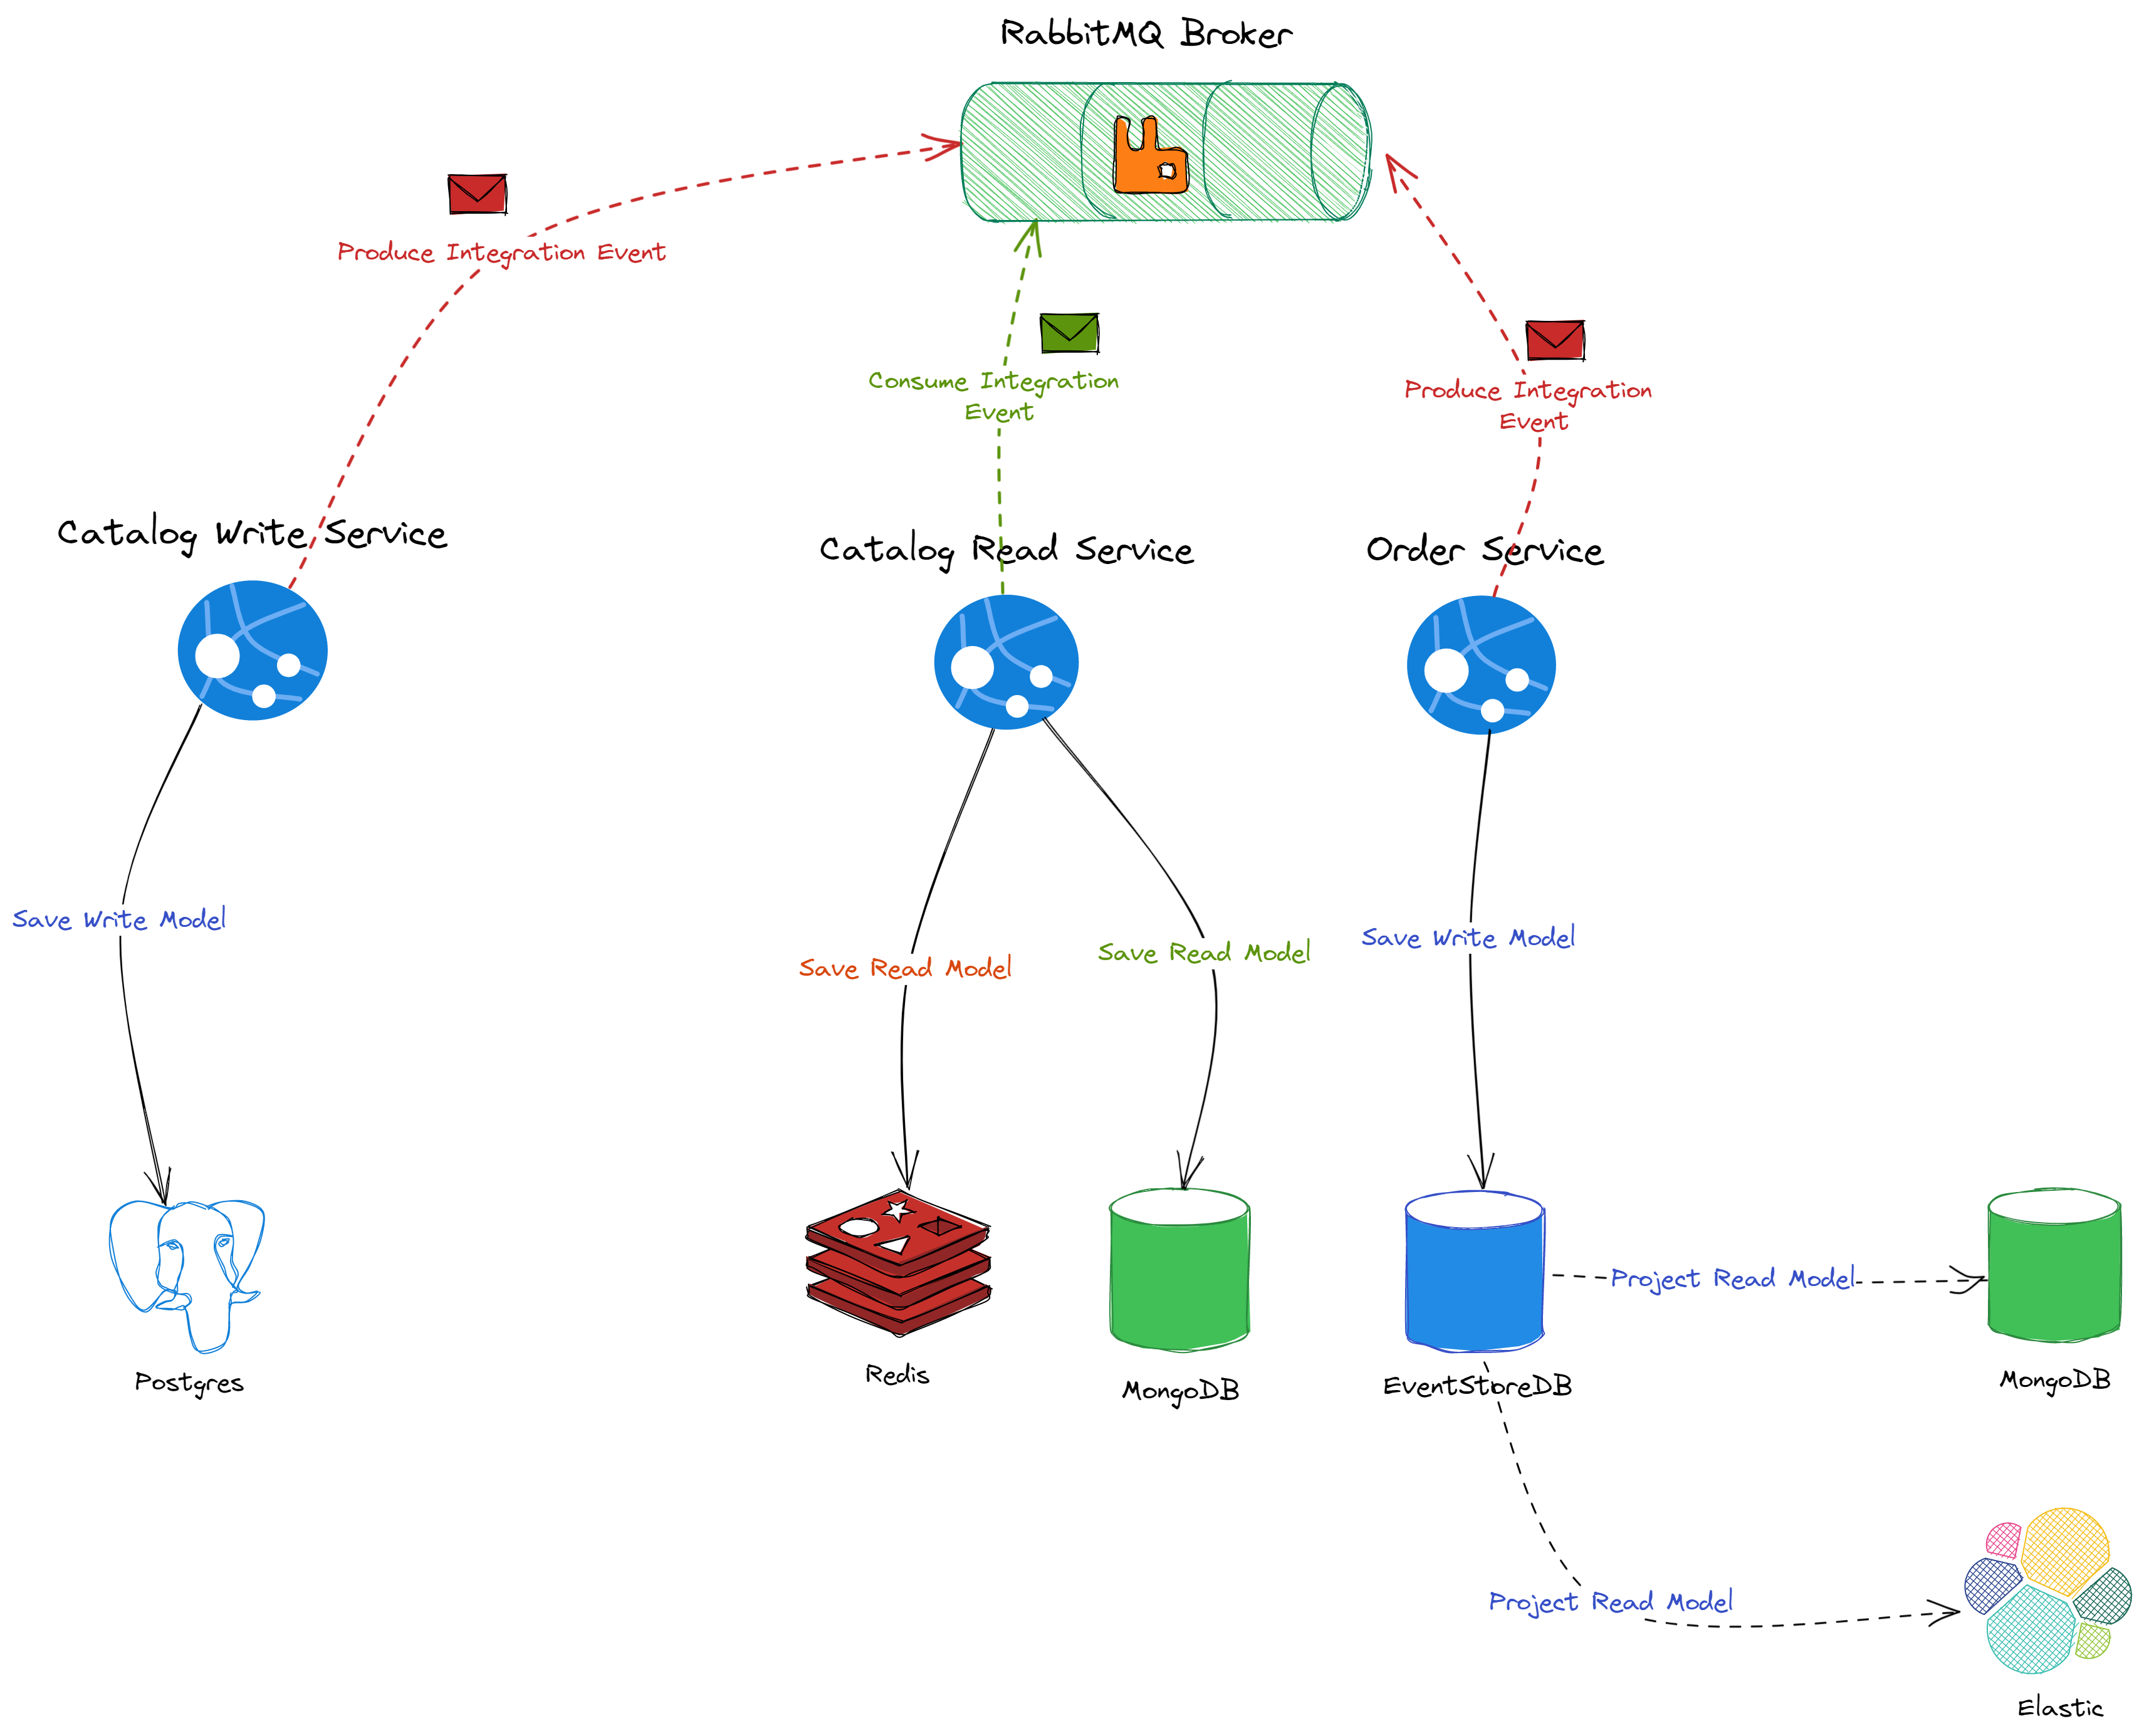 RabbitMQ Broker
Produce Integration Event
Consume Integration
Event
Produce Integration
Event
Catalog Write Service
Catalog Read Service
Order Service
Save Write Model
Save Read Model
Save Read Model
Save Write Model
Project Read Model
Postgres
Redis
MongoDB
EventStoreDB
MongoDB
Project Read Model
Elastic